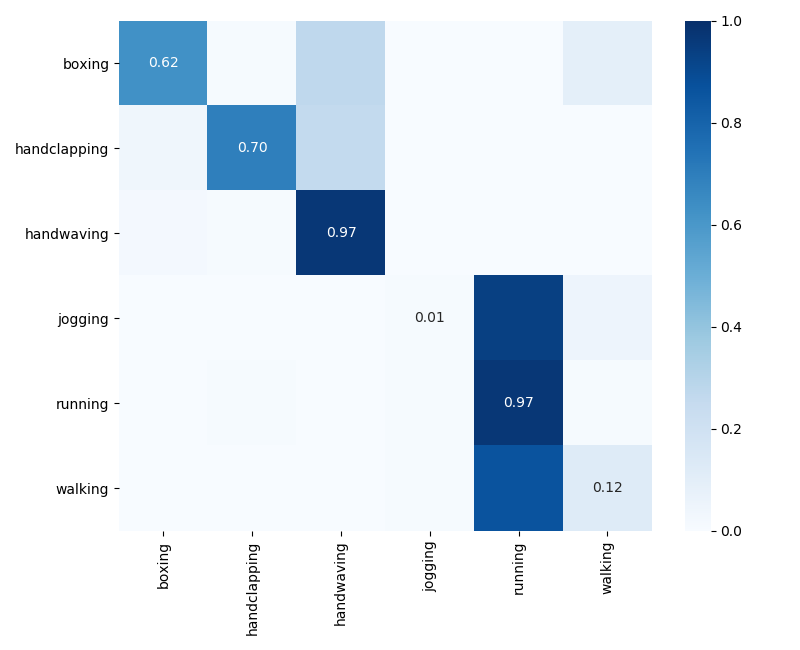 boxing
handclapping
handwaving
jogging
running
walking
0.62
0.70
0.97
0.01
0.97
0.12
boxing
handclapping
handwaving
jogging
running
walking
1.0
0.8
0.6
0.4
0.2
0.0